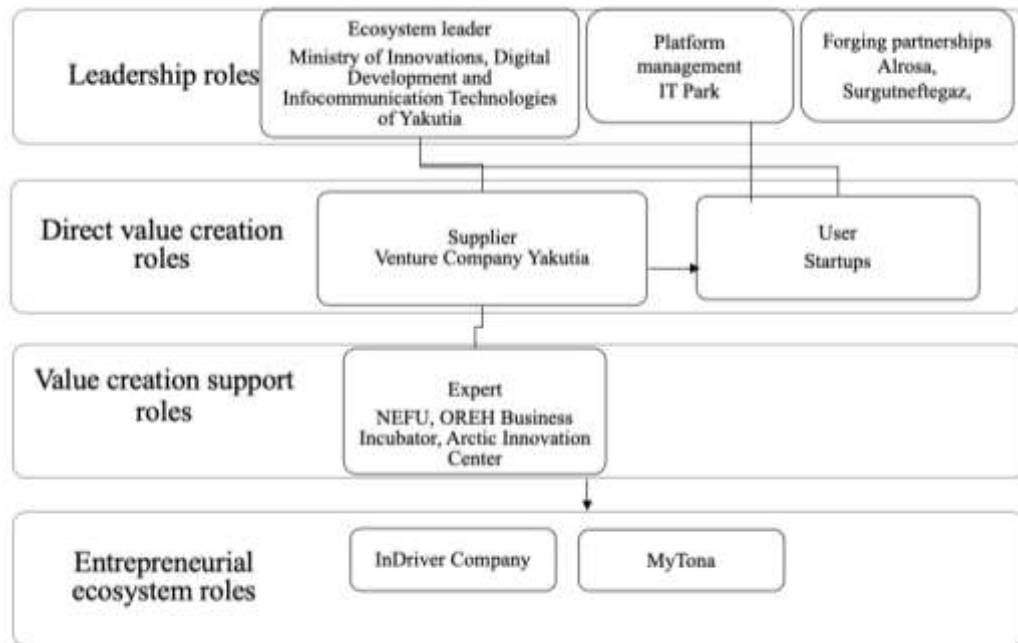 Leadership roles
Ecosystem leader
Ministry of Innovations, Digital
Development and
Infocommunication Technologies
of Yakutia
Platform
management
IT Park
Forging partnerships
Alrosa,
Surgutneftegaz,
Direct value creation
roles
Supplier
Venture Company Yakutia
User
Startups
Value creation support
roles
Expert
NEFU, OREH Business
Incubator, Arctic Innovation
Center
Entrepreneurial
ecosystem roles
InDriver Company
MyTona